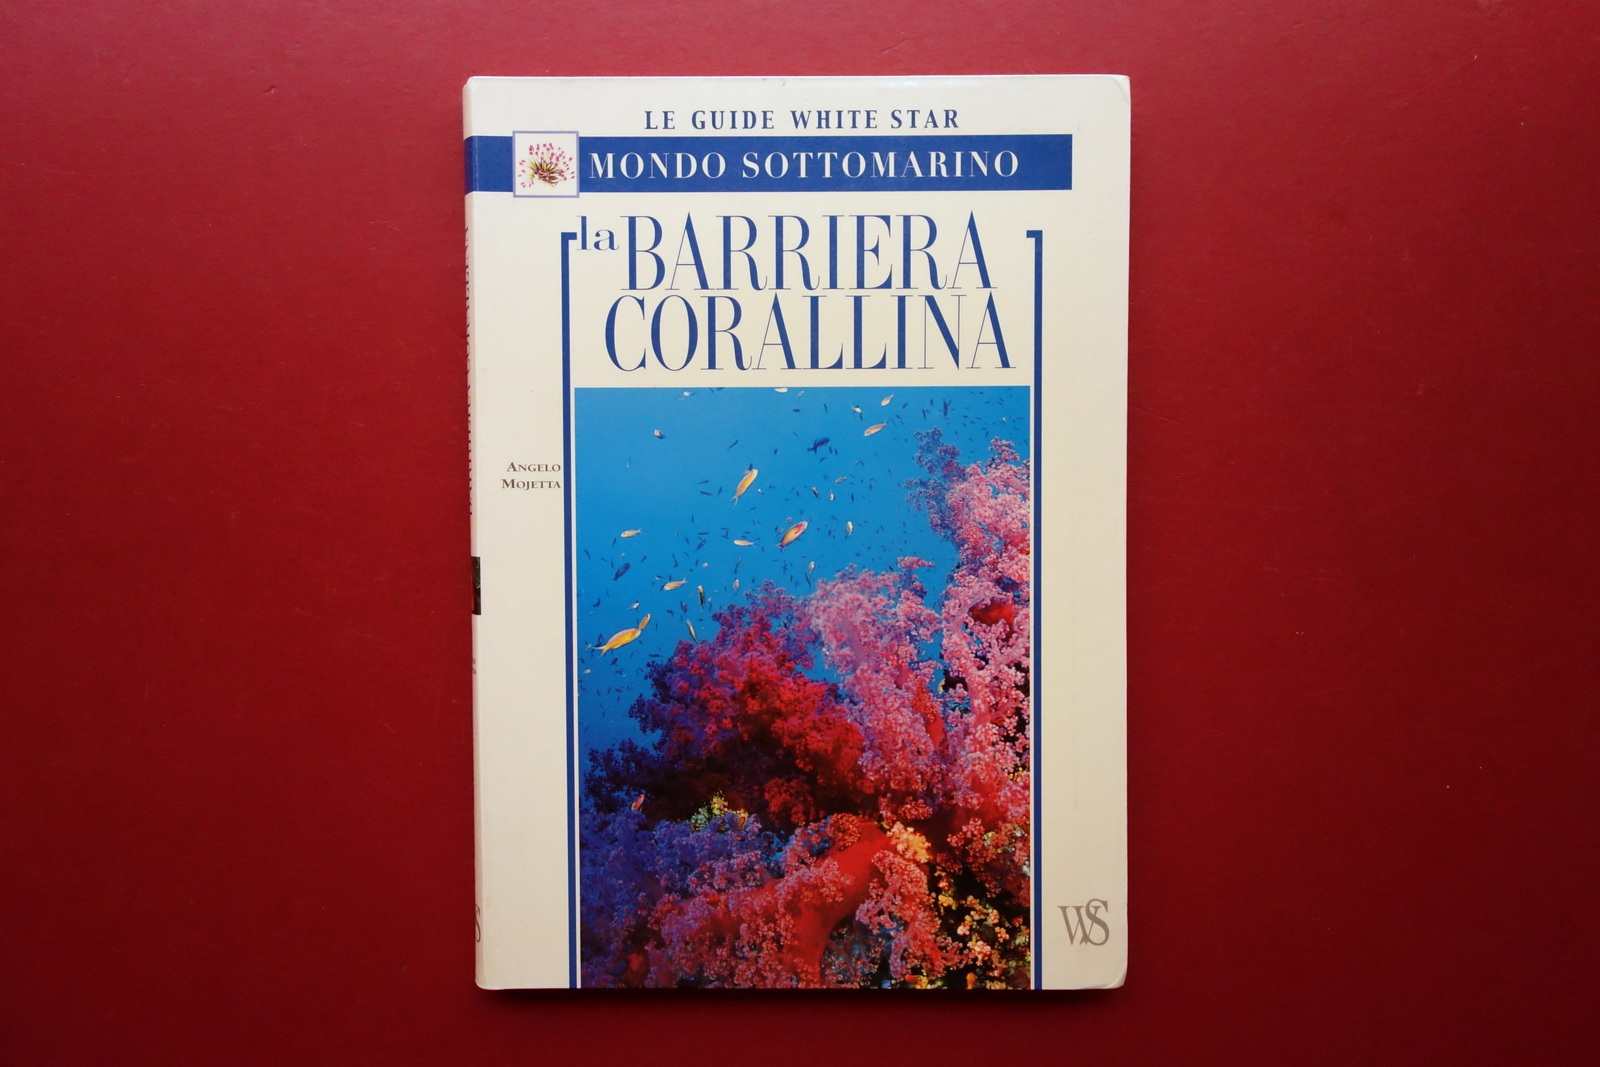 LE GUIDE WHITE STAR
MONDO SOTTOMARINO
la BARRIERA
CORALLINA
ANGELO
MOJETTA
WS